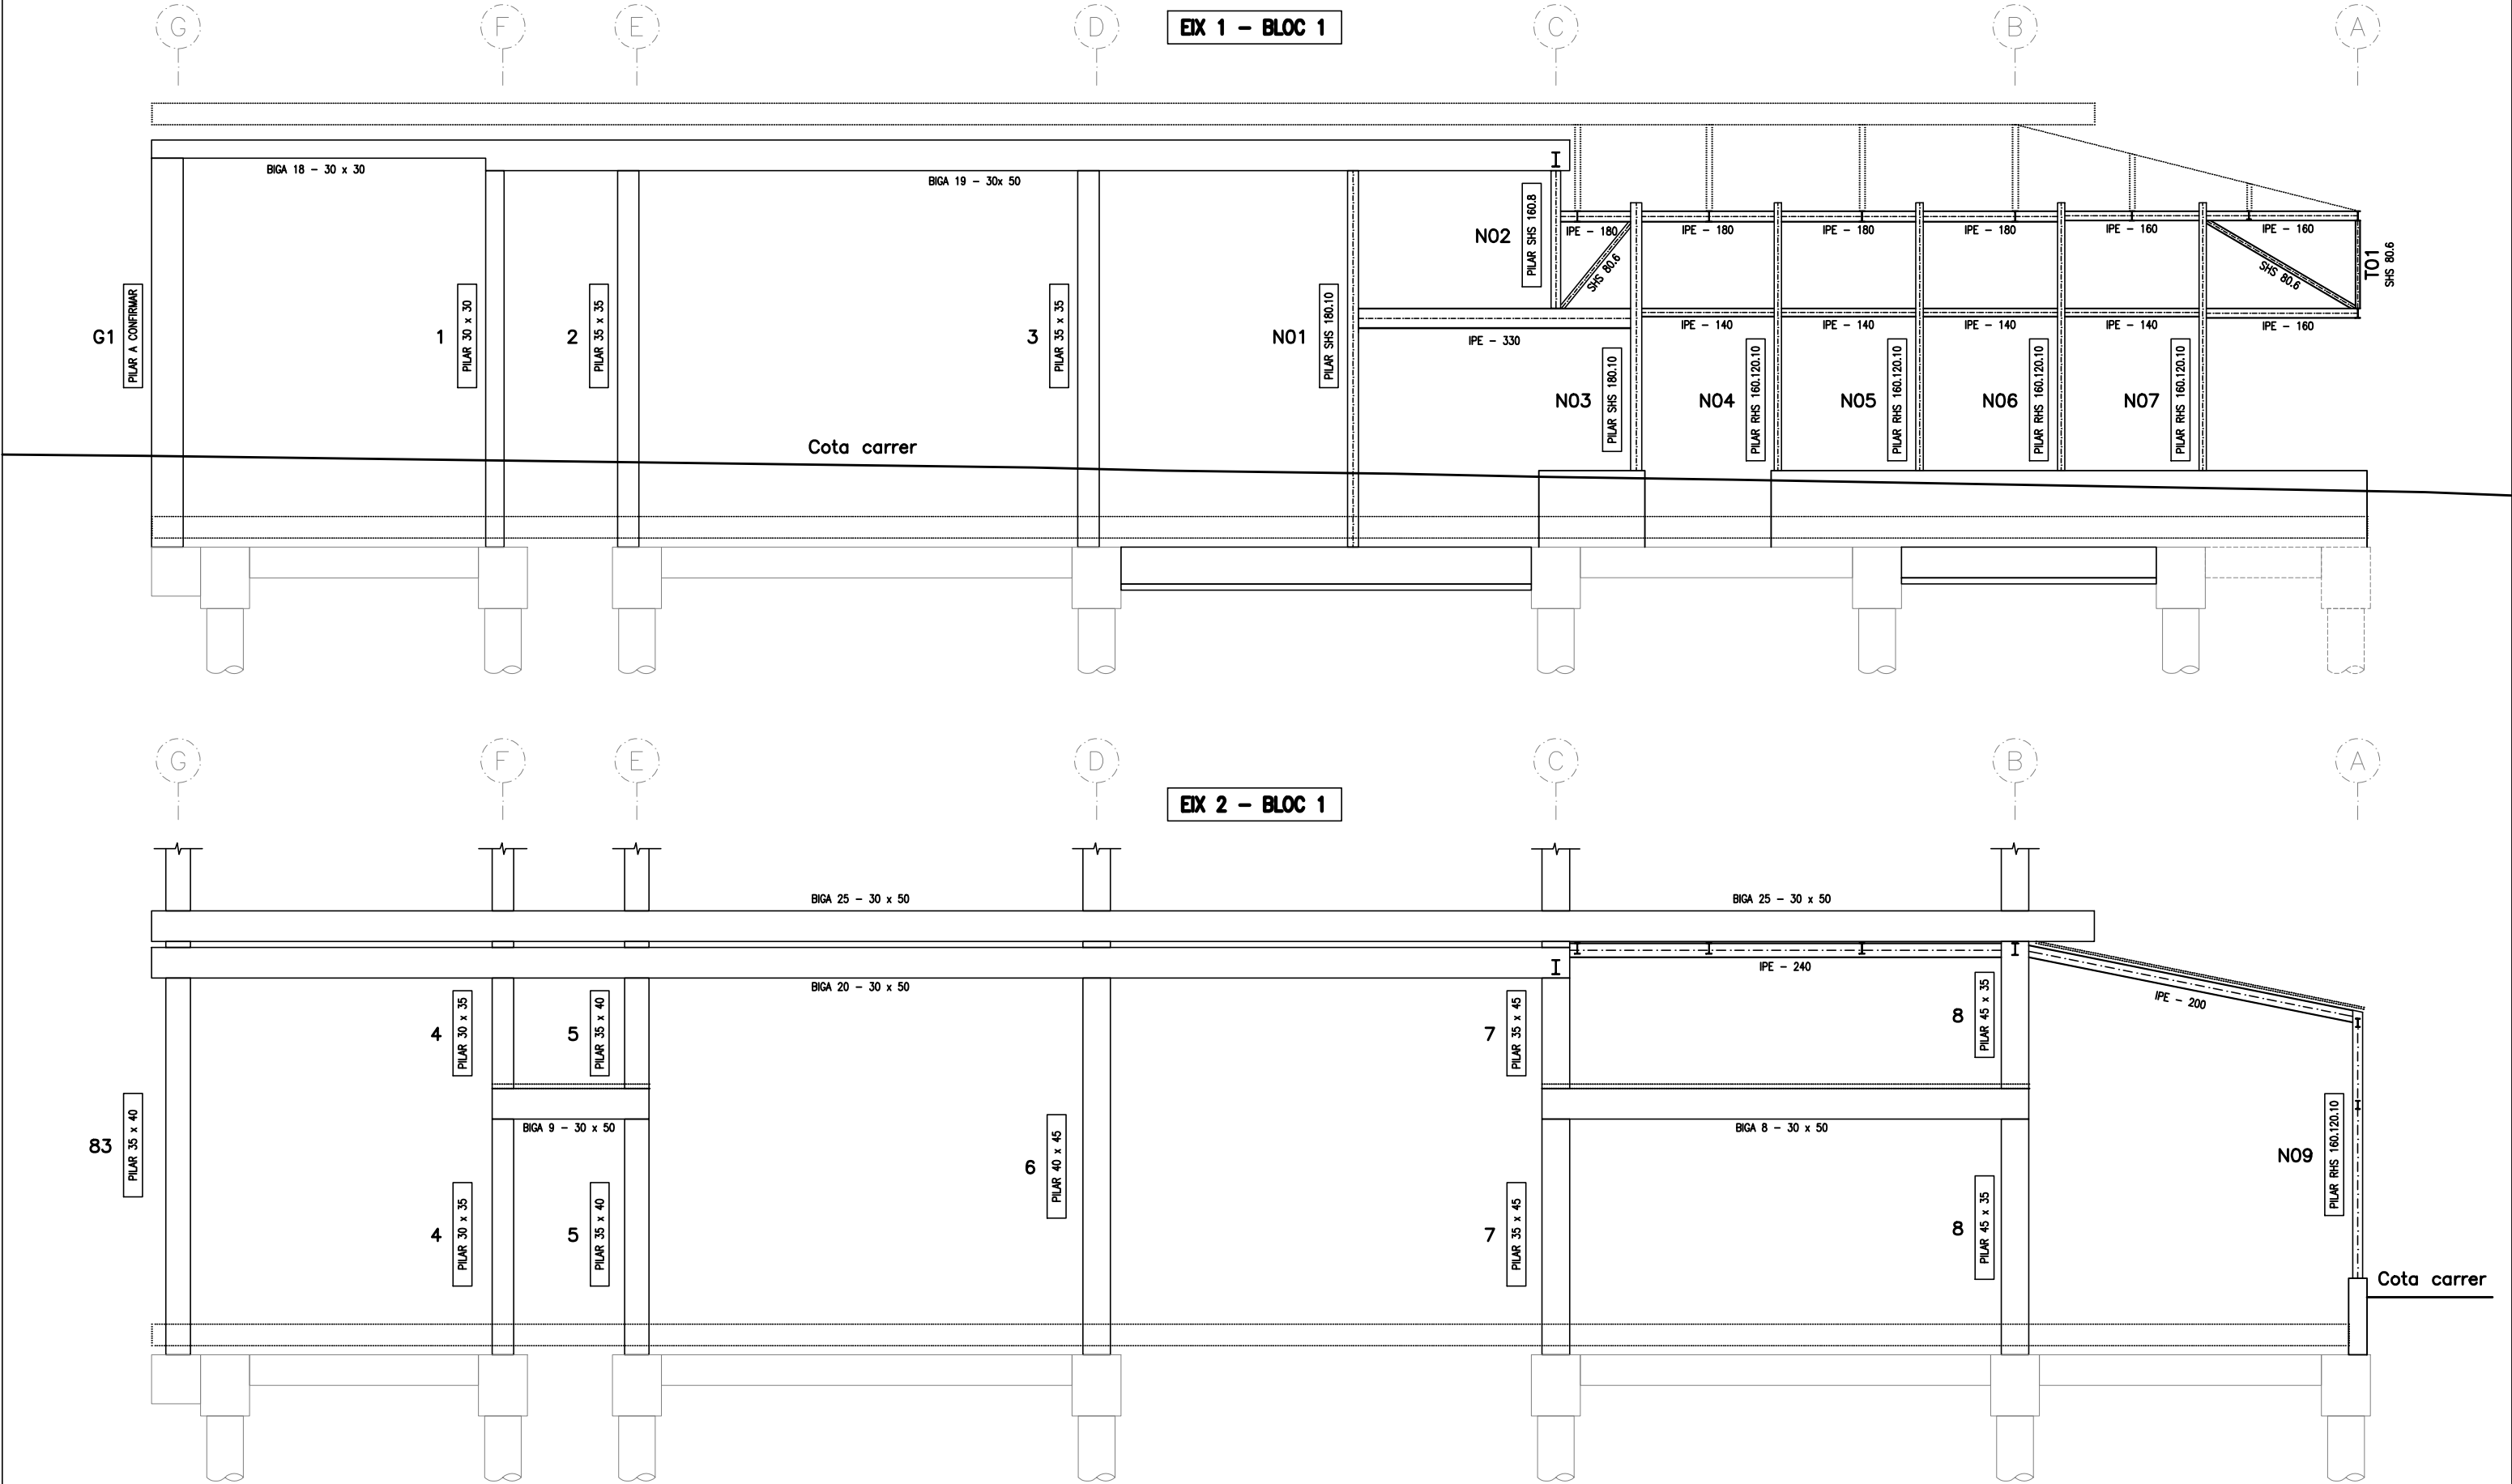 G F E D C B A
EIX 1 - BLOC 1
BIGA 18 - 30 x 30
BIGA 19 - 30x 50
G1
PILAR A CONFIRMAR
1
PILAR 30 x 30
2
PILAR 35 x 35
3
PILAR 35 x 35
N01
PILAR SHS 180.10
N02
PILAR SHS 160.8
IPE - 180
IPE - 180
IPE - 180
IPE - 180
IPE - 160
IPE - 160
SHS 80.6
SHS 80.6
T01
SHS 80.6
IPE - 330
IPE - 140
IPE - 140
IPE - 140
IPE - 140
IPE - 160
N03
PILAR SHS 180.10
N04
PILAR RHS 160.120.10
N05
PILAR RHS 160.120.10
N06
PILAR RHS 160.120.10
N07
PILAR RHS 160.120.10
Cota carrer
G F E D C B A
EIX 2 - BLOC 1
BIGA 25 - 30 x 50
BIGA 25 - 30 x 50
BIGA 20 - 30 x 50
IPE - 240
IPE - 200
4
PILAR 30 x 35
5
PILAR 35 x 40
7
PILAR 35 x 45
8
PILAR 45 x 35
83
PILAR 35 x 40
BIGA 9 - 30 x 50
6
PILAR 40 x 45
BIGA 8 - 30 x 50
N09
PILAR RHS 160.120.10
4
PILAR 30 x 35
5
PILAR 35 x 40
7
PILAR 35 x 45
8
PILAR 45 x 35
Cota carrer